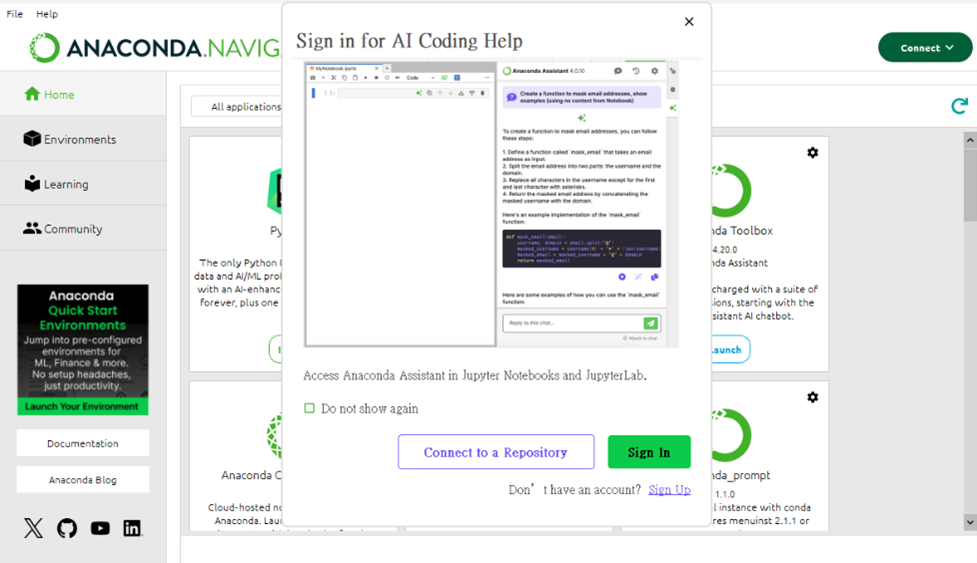 File Help
ANACONDA.NAVIG
Connect
Home
Environments
Learning
Community
Anaconda
Quick Start
Environments
Jump into pre-configured
environments for
ML, Finance & more.
No setup headaches,
just productivity.
Launch Your Environment
Documentation
Anaconda Blog
All applications
Py
The only Python I
data and AI/ML pro
with an AI-enhanc
forever, plus one
Anaconda C
Cloud-hosted no
Anaconda. Lau
Sign in for AI Coding Help
MyNotebook.ipynb
Code
Anaconda Assistant 4.0.10
Create a function to mask email addresses, show
examples (using no context from Notebook)
To create a function to mask email addresses, you can follow
these steps:
1. Define a function called `mask_email` that takes an email
address as input
2. Split the email address into two parts: the username and the
domain.
3. Replace all characters in the username except for the first
and last character with asterisks.
4. Return the masked email address by concatenating the
masked username with the domain.
Here's an example implementation of the `mask_email`
function:
def mask_email(email):
username, domain = email.split("@")
masked_username = username[0] + "*" * (len(username)
masked_email = masked_username + "@" + domain
return masked_email
Here are some examples of how you can use the `mask_email`
function:
Reply to this chat...
Attach to chat
Access Anaconda Assistant in Jupyter Notebooks and JupyterLab.
Do not show again
Connect to a Repository
Sign In
Don't have an account? Sign Up
nda Toolbox
4.20.0
nda Assistant
charged with a suite of
sions, starting with the
sistant AI chatbot.
aunch
nda_prompt
1.1.0
l instance with conda
res menuinst 2.1.1 or